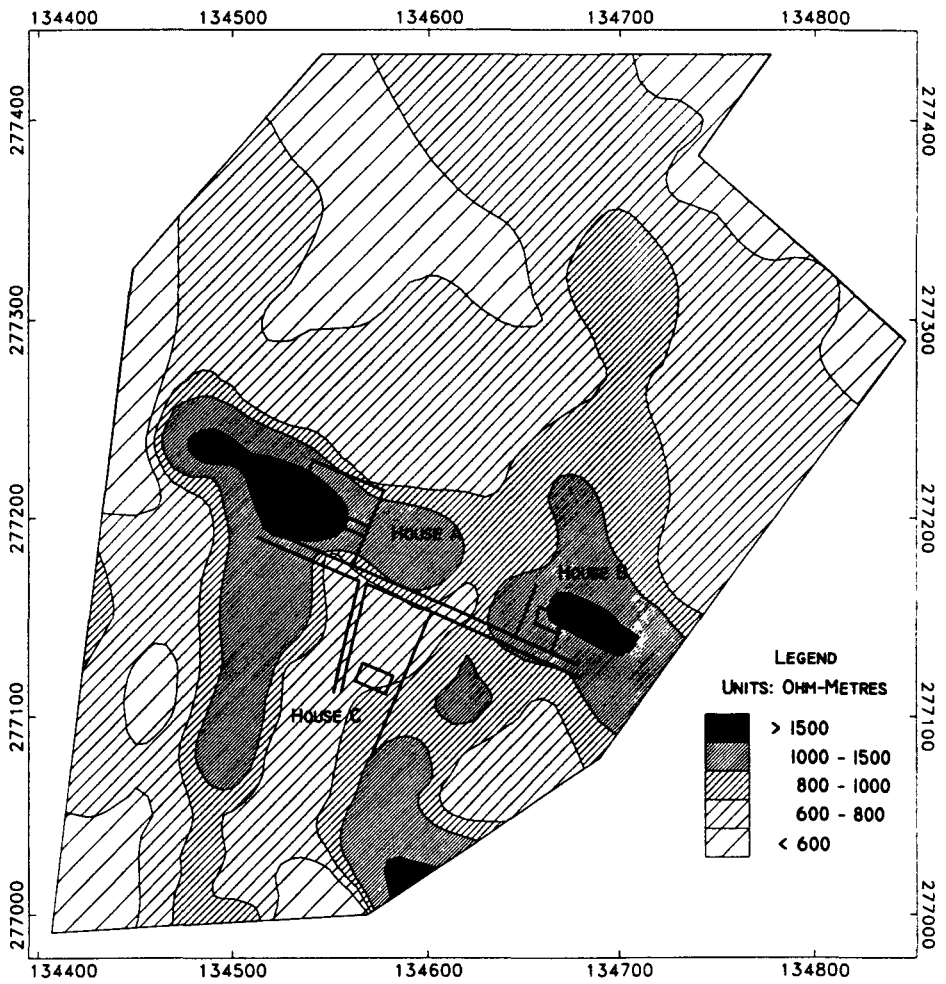 134400 134500 134600 134700 134800
277400 277400
277300 277300
277200 277200
HOUSE A
HOUSE B
HOUSE C
277100 277100
277000 277000
LEGEND
UNITS: OHM-METRES
> 1500
1000 - 1500
800 - 1000
600 - 800
< 600
134400 134500 134600 134700 134800